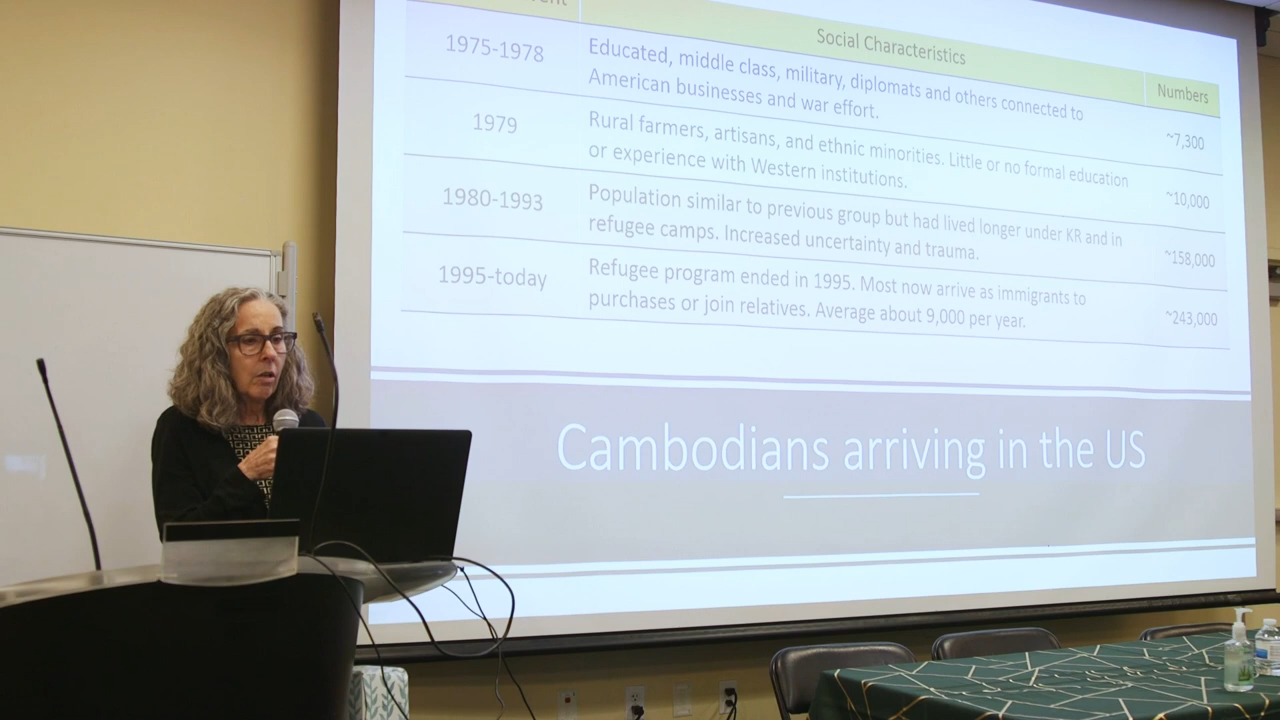 Social Characteristics
Numbers
1975-1978
Educated, middle class, military, diplomats and others connected to
American businesses and war effort.
~7,300
1979
Rural farmers, artisans, and ethnic minorities. Little or no formal education
or experience with Western institutions.
~10,000
1980-1993
Population similar to previous group but had lived longer under KR and in
refugee camps. Increased uncertainty and trauma.
~158,000
1995-today
Refugee program ended in 1995. Most now arrive as immigrants to
purchases or join relatives. Average about 9,000 per year.
~243,000
Cambodians arriving in the US